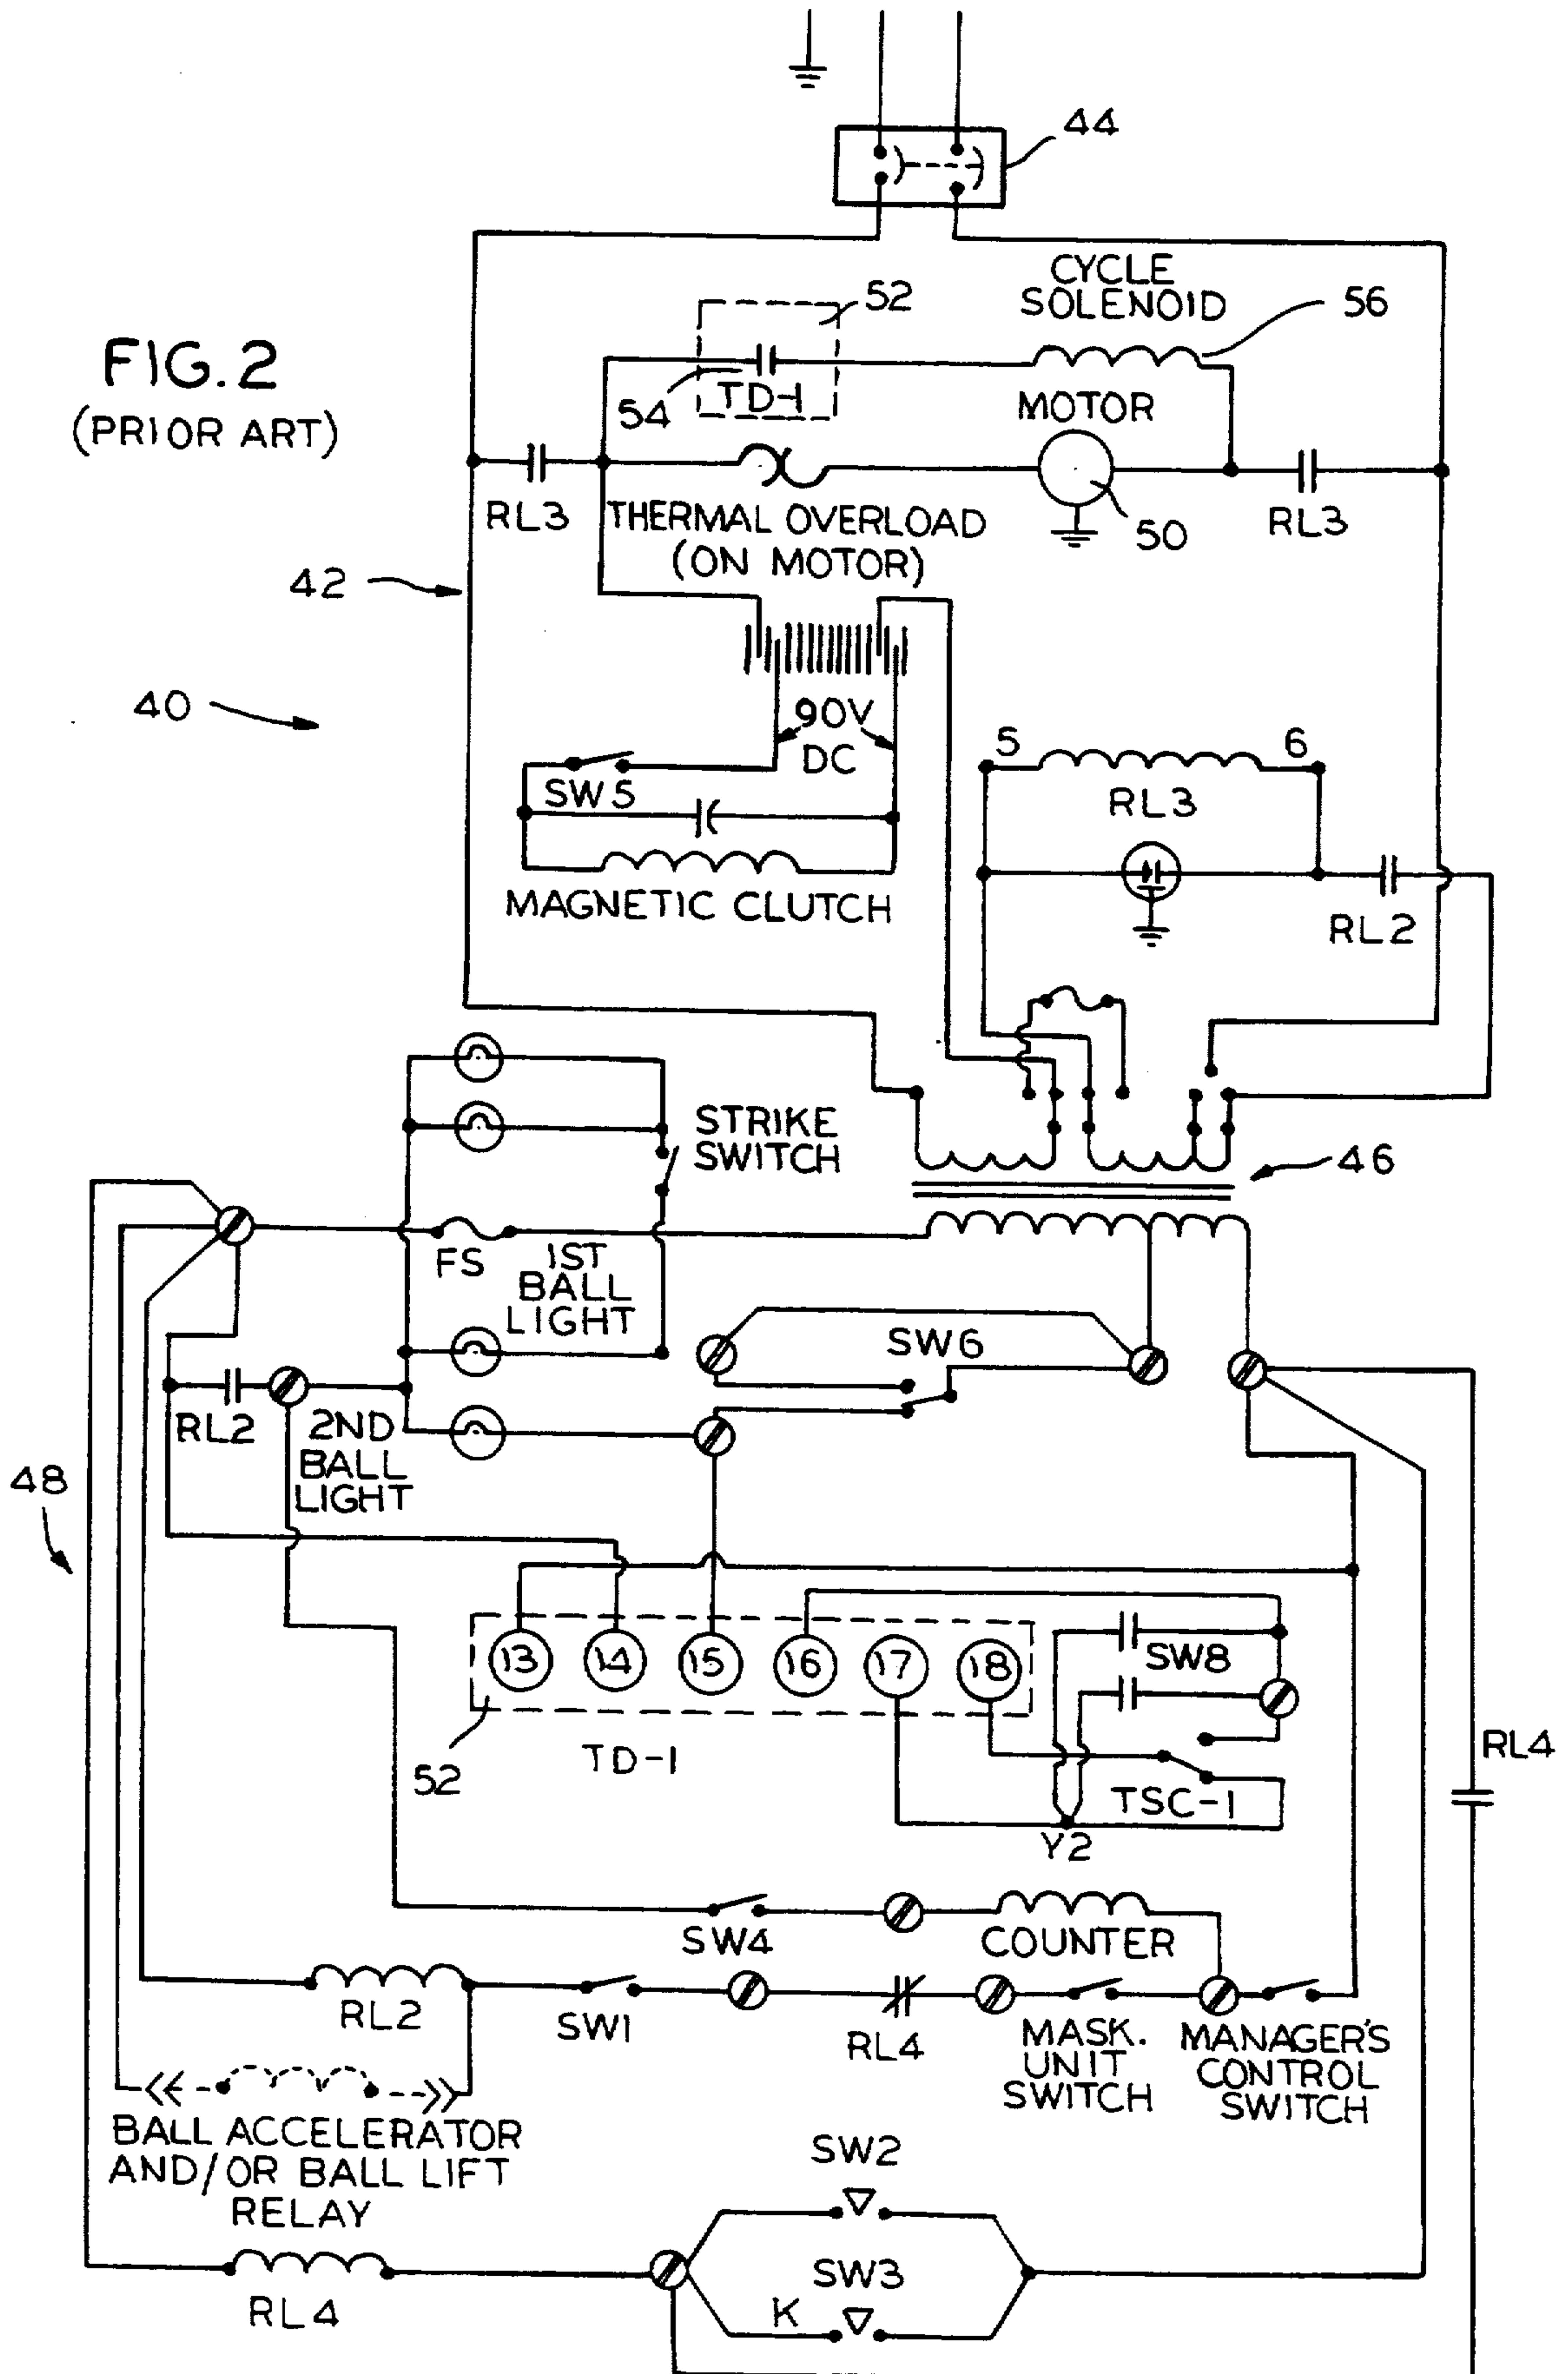 44
CYCLE
SOLENOID
52
56
FIG. 2
(PRIOR ART)
54
TD-1
MOTOR
RL3
THERMAL OVERLOAD
(ON MOTOR)
50
RL3
42
40
90V
DC
SW5
5
6
RL3
MAGNETIC CLUTCH
RL2
STRIKE
SWITCH
46
FS
1ST
BALL
LIGHT
SW6
RL2
2ND
BALL
LIGHT
48
13
14
15
16
17
18
SW8
52
TD-1
TSC-1
Y2
RL4
SW4
COUNTER
RL2
SW1
RL4
MASK.
UNIT
SWITCH
MANAGER'S
CONTROL
SWITCH
BALL ACCELERATOR
AND/OR BALL LIFT
RELAY
SW2
SW3
K
RL4